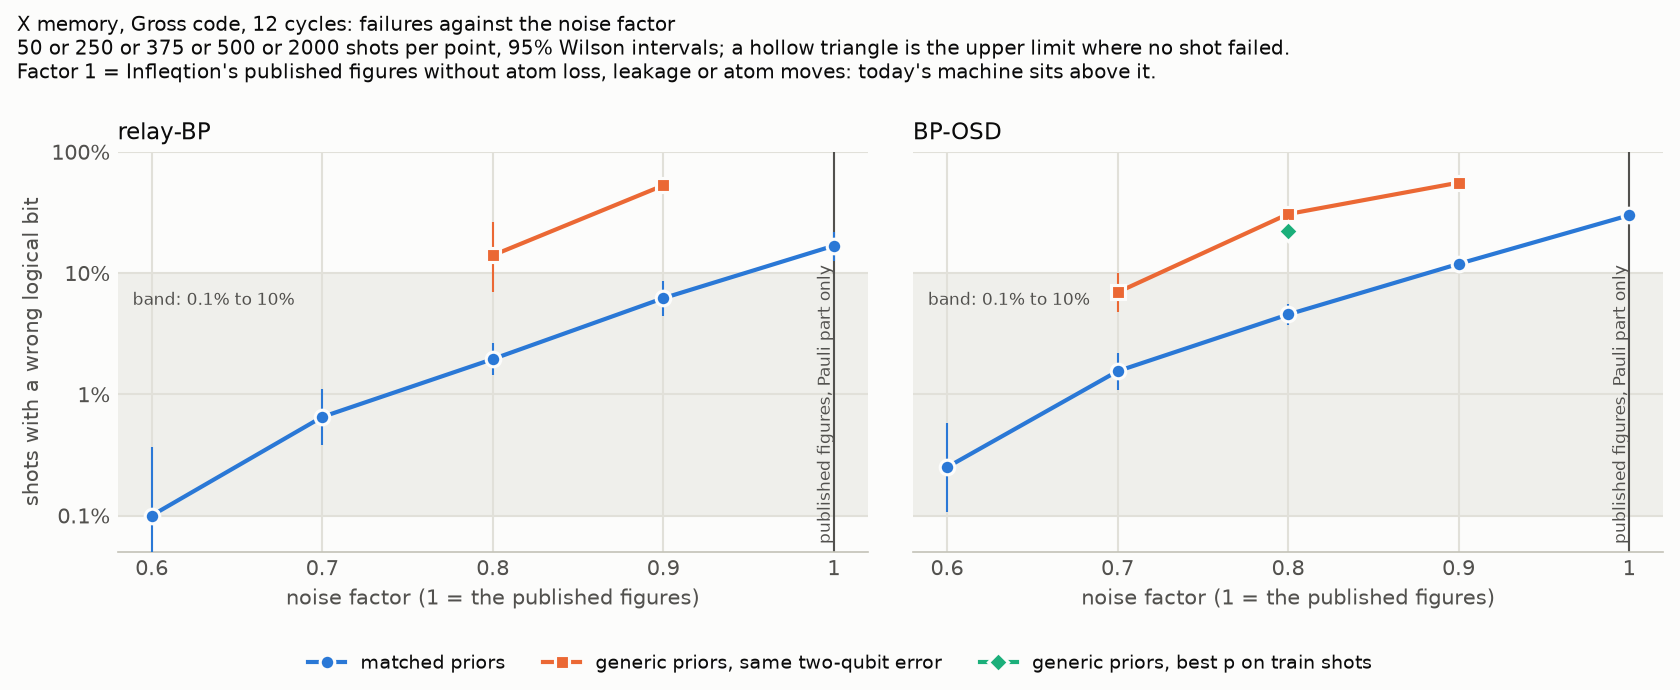 X memory, Gross code, 12 cycles: failures against the noise factor
50 or 250 or 375 or 500 or 2000 shots per point, 95% Wilson intervals; a hollow triangle is the upper limit where no shot failed.
Factor 1 = Infleqtion's published figures without atom loss, leakage or atom moves: today's machine sits above it.
relay-BP
shots with a wrong logical bit
100%
10%
1%
0.1%
band: 0.1% to 10%
published figures, Pauli part only
0.6 0.7 0.8 0.9 1
noise factor (1 = the published figures)
BP-OSD
band: 0.1% to 10%
published figures, Pauli part only
0.6 0.7 0.8 0.9 1
noise factor (1 = the published figures)
matched priors
generic priors, same two-qubit error
generic priors, best p on train shots